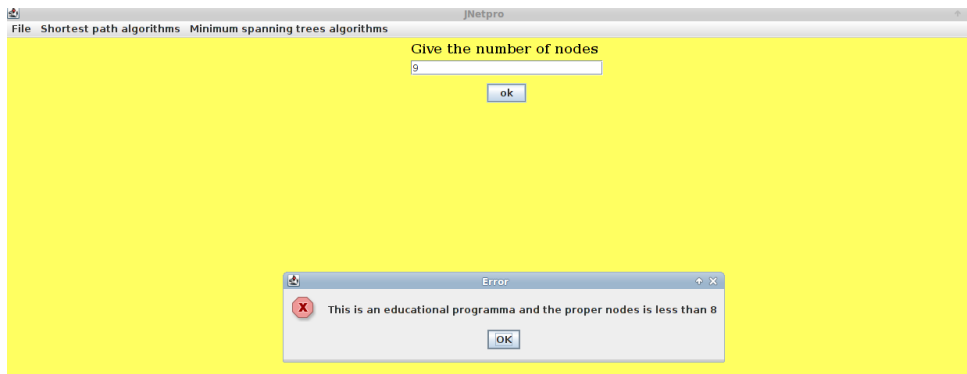 JNetpro
File Shortest path algorithms Minimum spanning trees algorithms
Give the number of nodes
9
ok
Error
X This is an educational programma and the proper nodes is less than 8
OK